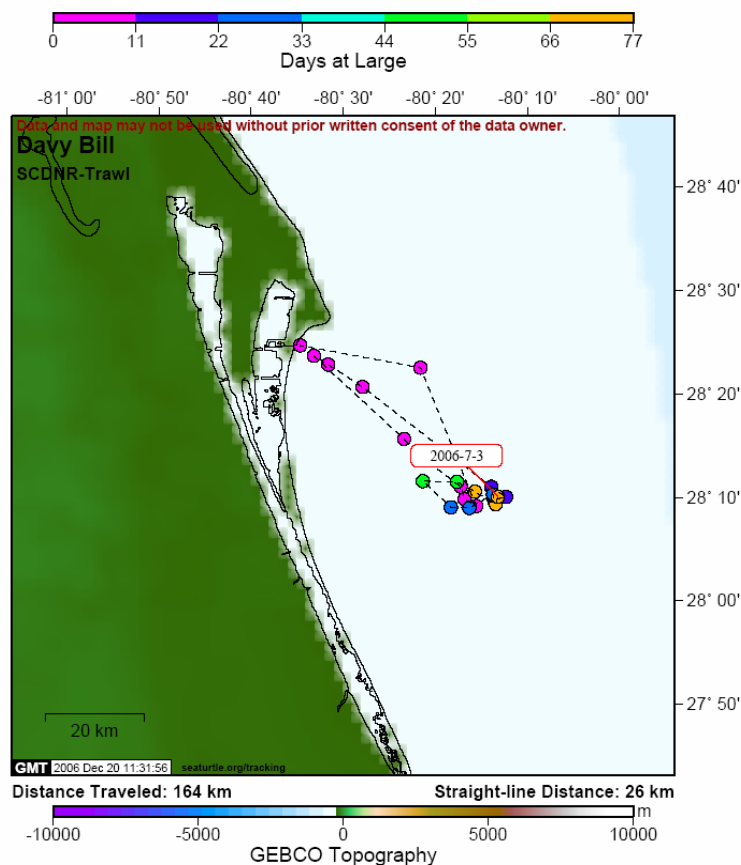 0 11 22 33 44 55 66 77
Days at Large
-81° 00' -80° 50' -80° 40' -80° 30' -80° 20' -80° 10' -80° 00'
Data and map may not be used without prior written consent of the data owner.
Davy Bill
SCDNR-Trawl
28° 40'
28° 30'
28° 20'
2006-7-3
28° 10'
28° 00'
27° 50'
20 km
GMT 2006 Dec 20 11:31:56 seaturtle.org/tracking
Distance Traveled: 164 km Straight-line Distance: 26 km
m
-10000 -5000 0 5000 10000
GEBCO Topography